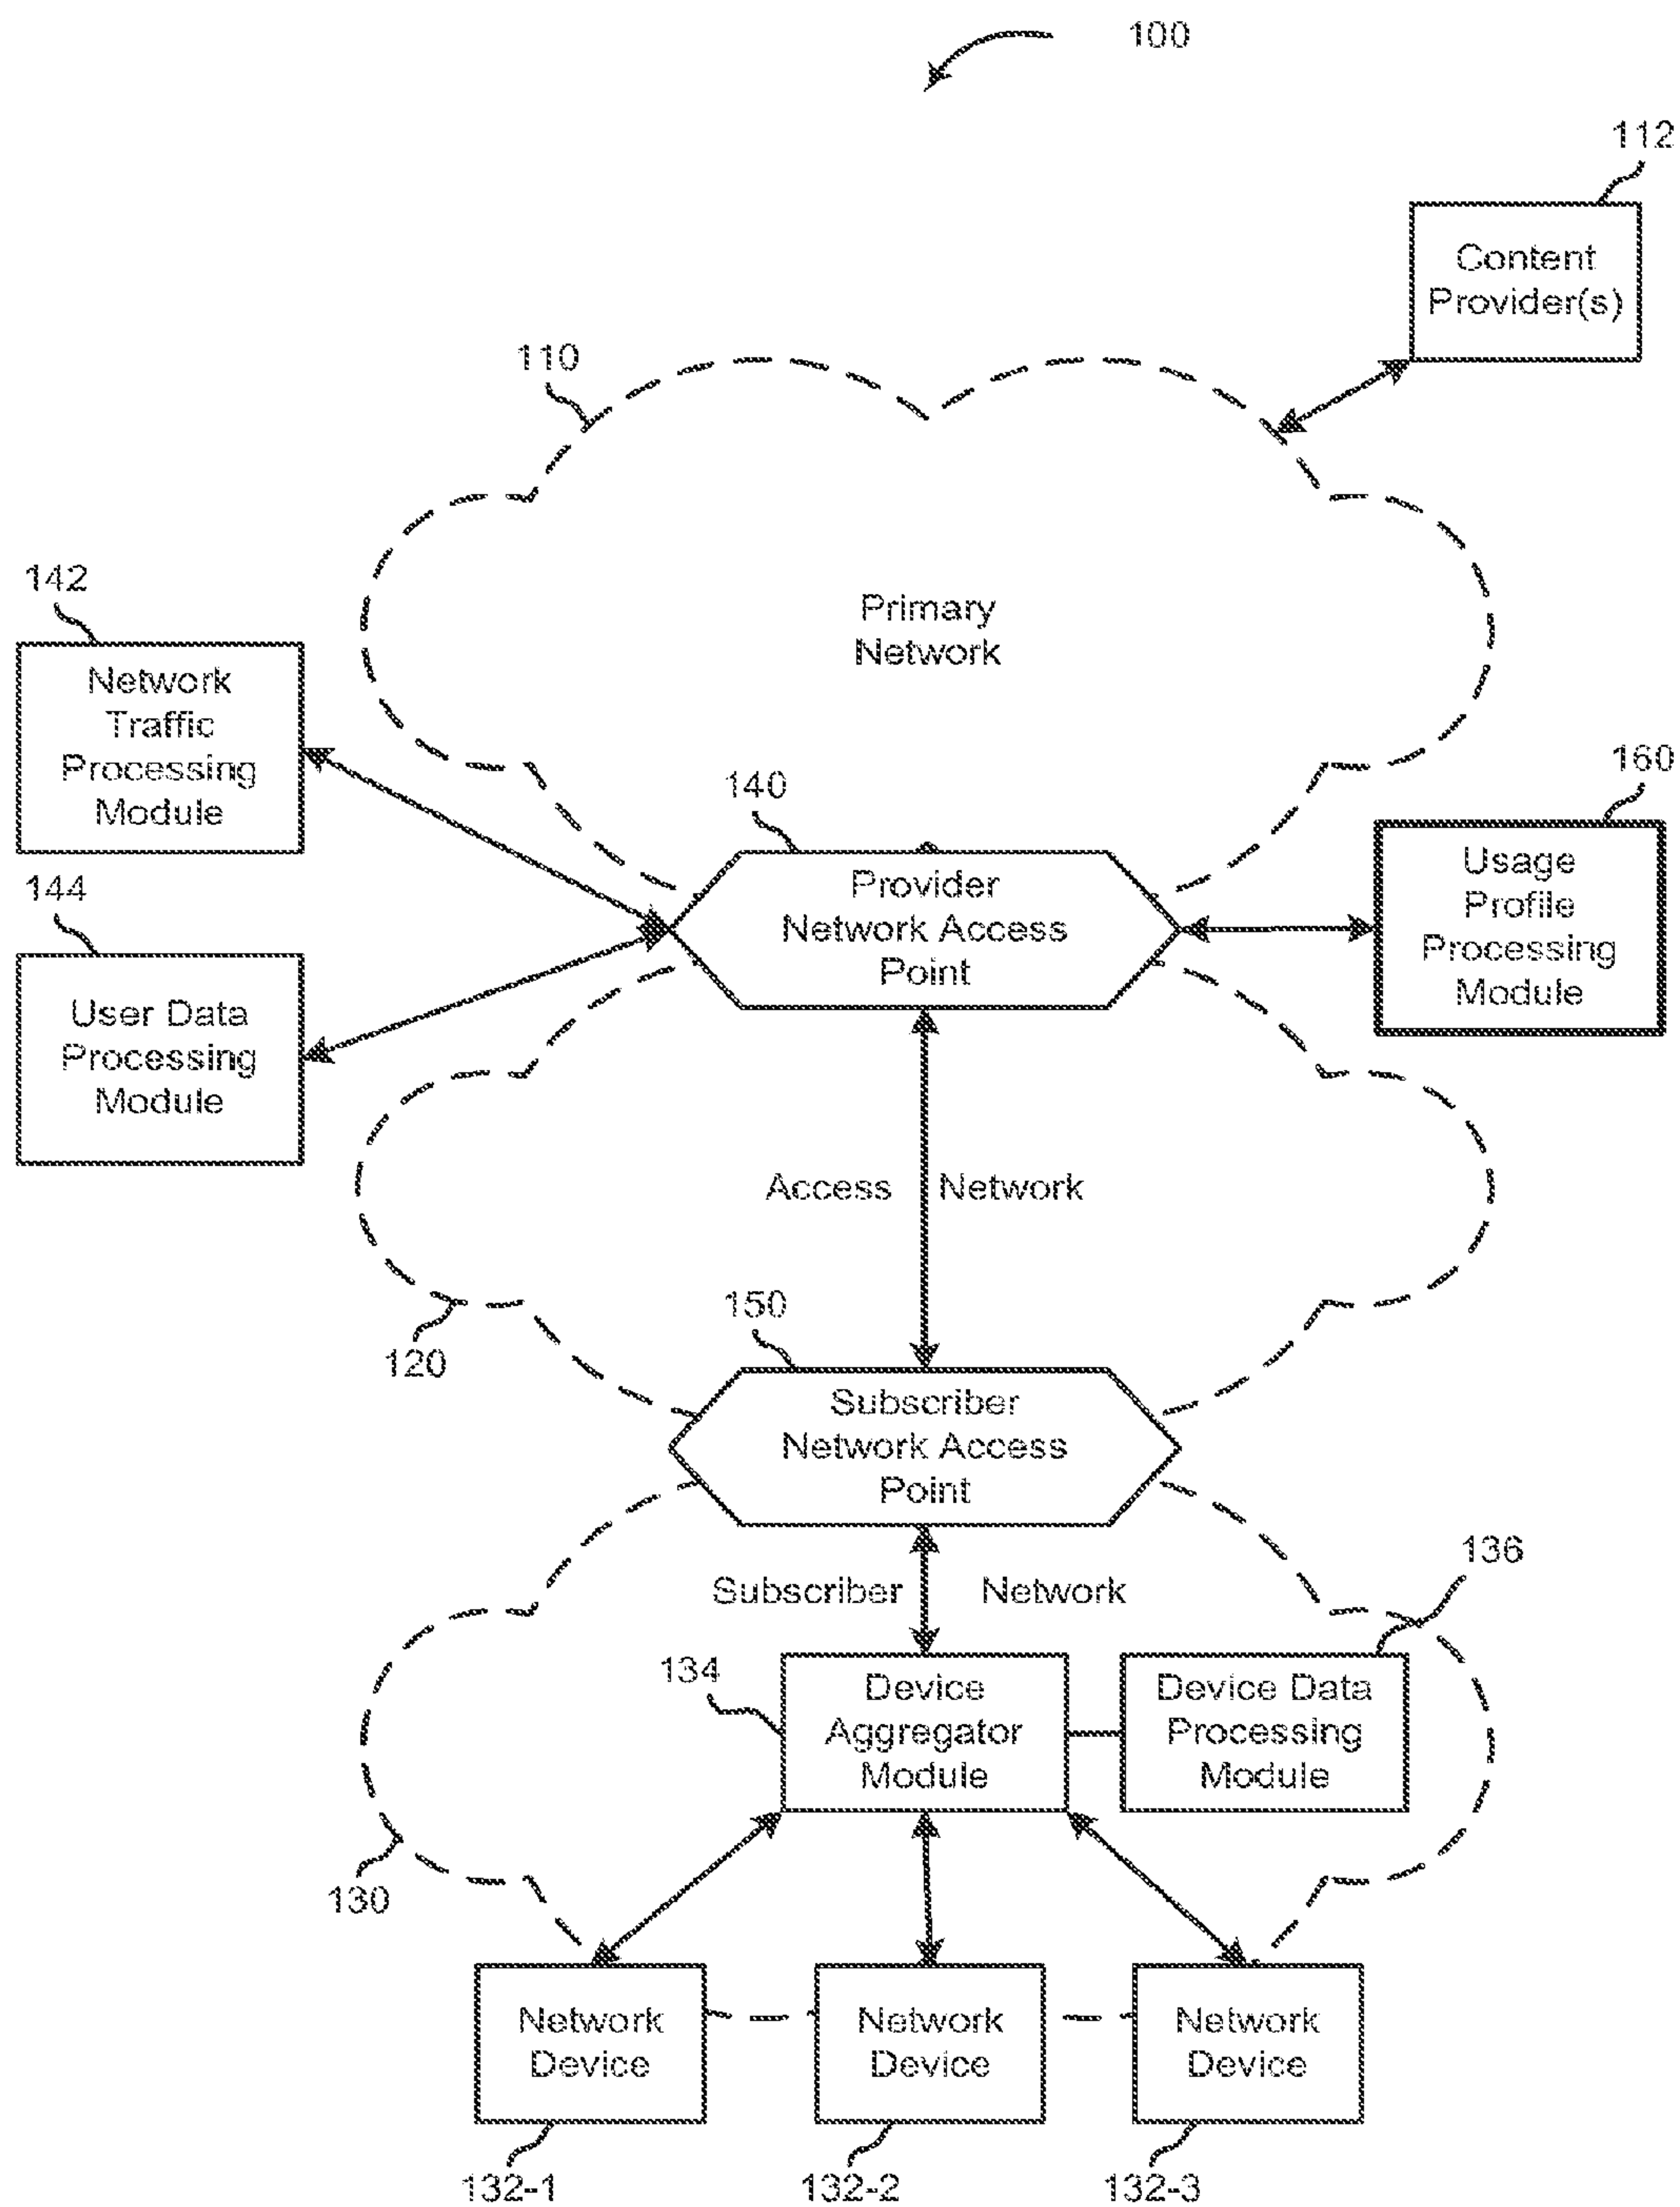 100
112
Content
Provider(s)
110
Primary
Network
142
Network
Traffic
Processing
Module
140
Provider
Network Access
Point
160
Usage
Profile
Processing
Module
144
User Data
Processing
Module
Access Network
120
150
Subscriber
Network Access
Point
Subscriber Network
136
134
Device
Aggregator
Module
Device Data
Processing
Module
130
Network
Device
Network
Device
Network
Device
132-1
132-2
132-3